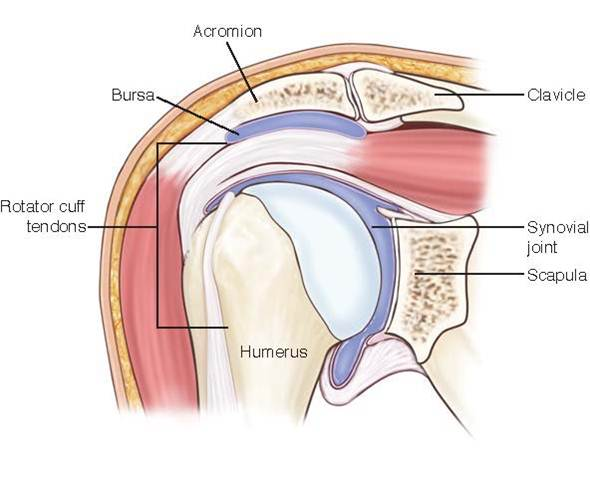 Acromion
Bursa
Clavicle
Rotator cuff
tendons
Synovial
joint
Scapula
Humerus